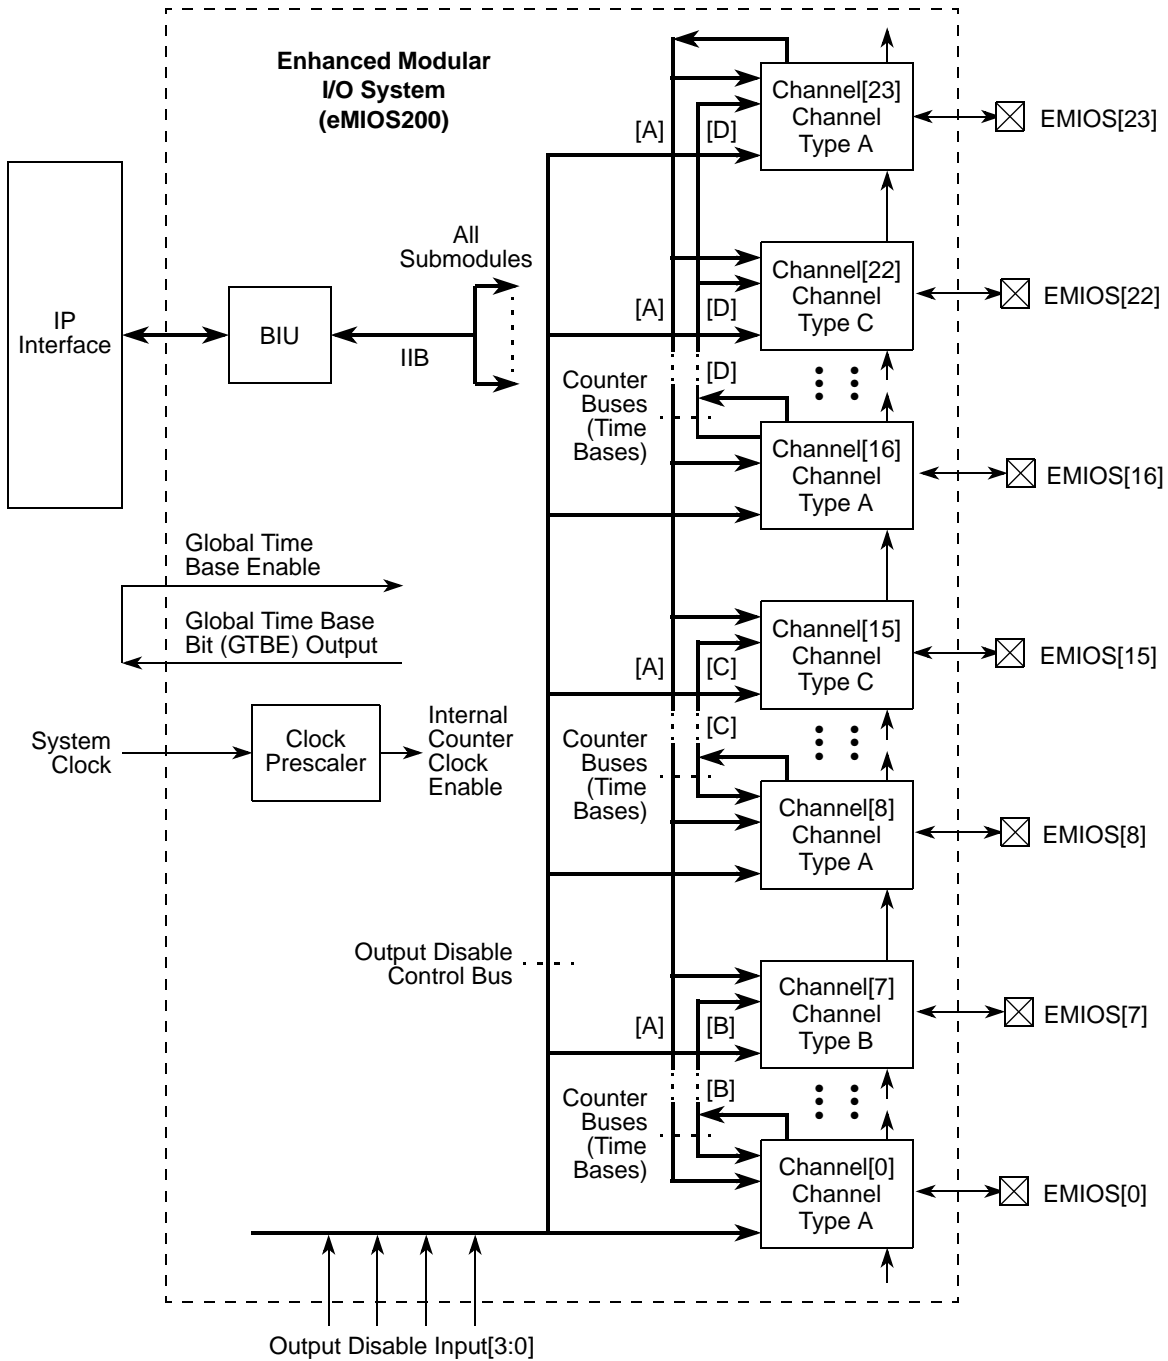 Enhanced Modular
I/O System
(eMIOS200)
IP
Interface
BIU
IIB
All
Submodules
Global Time
Base Enable
Global Time Base
Bit (GTBE) Output
System
Clock
Clock
Prescaler
Internal
Counter
Clock
Enable
Output Disable
Control Bus
Output Disable Input[3:0]
[A]
[D]
Channel[23]
Channel
Type A
EMIOS[23]
[A]
[D]
Channel[22]
Channel
Type C
EMIOS[22]
Counter
Buses
(Time
Bases)
[D]
Channel[16]
Channel
Type A
EMIOS[16]
[A]
[C]
Channel[15]
Channel
Type C
EMIOS[15]
Counter
Buses
(Time
Bases)
[C]
Channel[8]
Channel
Type A
EMIOS[8]
[A]
[B]
Channel[7]
Channel
Type B
EMIOS[7]
Counter
Buses
(Time
Bases)
[B]
Channel[0]
Channel
Type A
EMIOS[0]